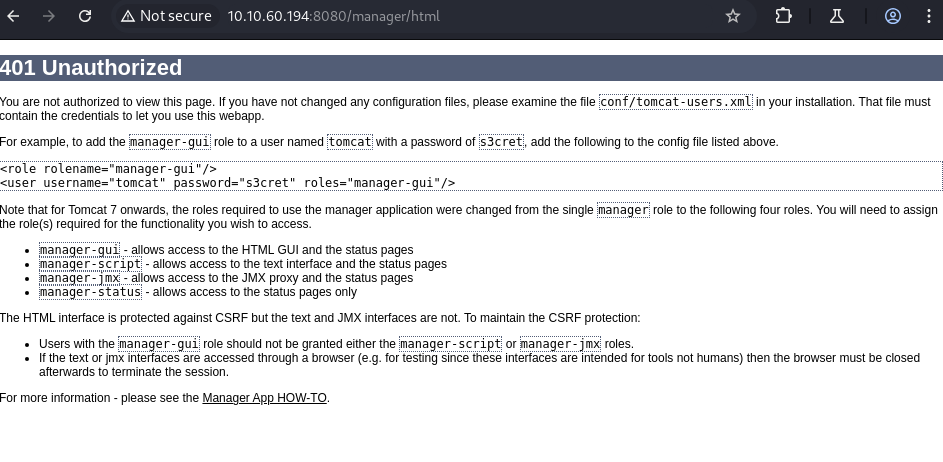 Not secure 10.10.60.194:8080/manager/html
401 Unauthorized
You are not authorized to view this page. If you have not changed any configuration files, please examine the file conf/tomcat-users.xml in your installation. That file must
contain the credentials to let you use this webapp.
For example, to add the manager-gui role to a user named tomcat with a password of s3cret, add the following to the config file listed above.
<role rolename="manager-gui"/>
<user username="tomcat" password="s3cret" roles="manager-gui"/>
Note that for Tomcat 7 onwards, the roles required to use the manager application were changed from the single manager role to the following four roles. You will need to assign
the role(s) required for the functionality you wish to access.
• manager-gui - allows access to the HTML GUI and the status pages
• manager-script - allows access to the text interface and the status pages
• manager-jmx - allows access to the JMX proxy and the status pages
• manager-status - allows access to the status pages only
The HTML interface is protected against CSRF but the text and JMX interfaces are not. To maintain the CSRF protection:
• Users with the manager-gui role should not be granted either the manager-script or manager-jmx roles.
• If the text or jmx interfaces are accessed through a browser (e.g. for testing since these interfaces are intended for tools not humans) then the browser must be closed
afterwards to terminate the session.
For more information - please see the Manager App HOW-TO.